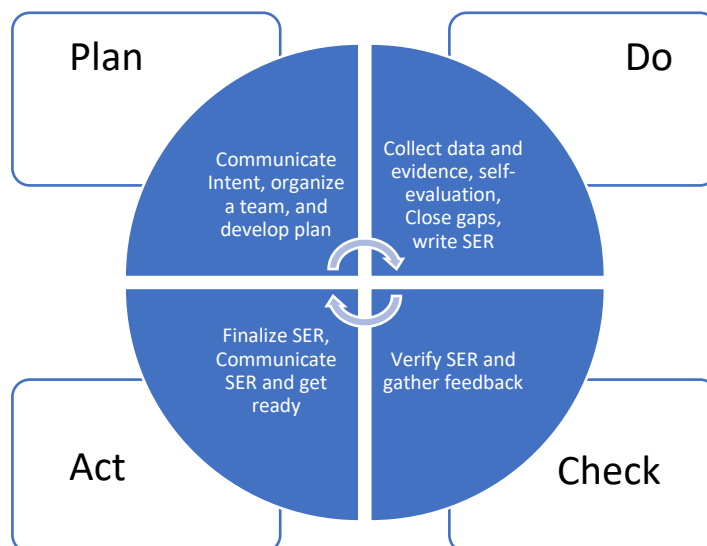 Plan
Do
Communicate
Intent, organize
a team, and
develop plan
Collect data and
evidence, self-
evaluation,
Close gaps,
write SER
Finalize SER,
Communicate
SER and get
ready
Verify SER and
gather feedback
Act
Check